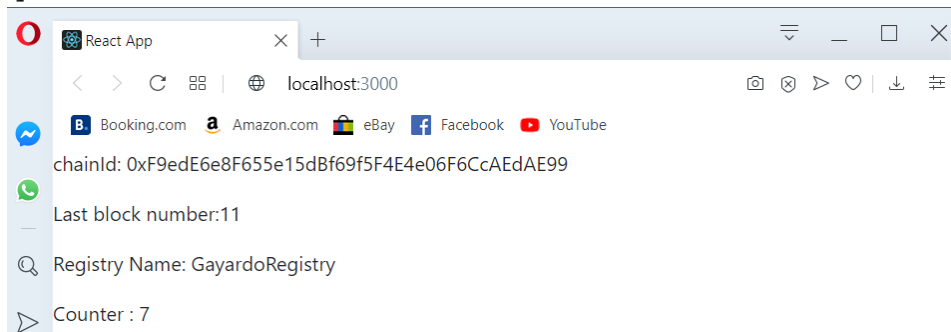 React App
localhost:3000
B. Booking.com a Amazon.com eBay f Facebook YouTube
chainId: 0xF9edE6e8F655e15dBf69f5F4E4e06F6CcAEdAE99
Last block number:11
Registry Name: GayardoRegistry
Counter : 7